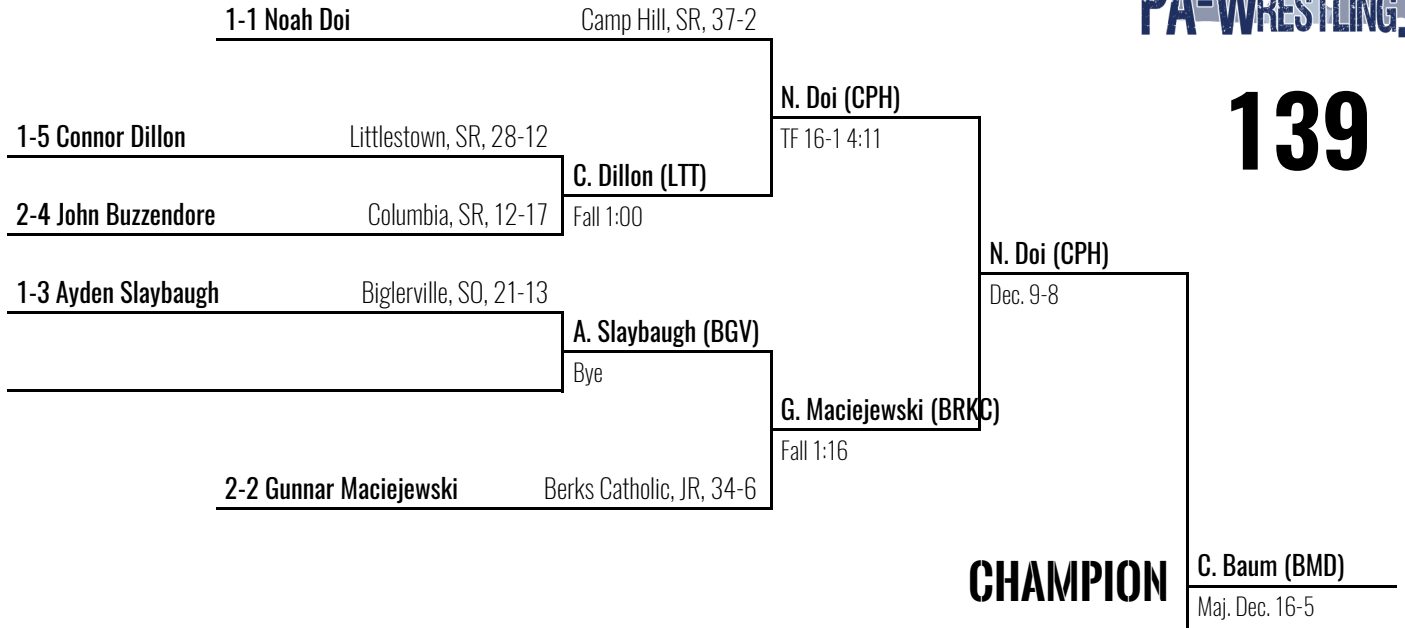 PA-WRESTLING.
139
1-1 Noah Doi Camp Hill, SR, 37-2
N. Doi (CPH)
TF 16-1 4:11
1-5 Connor Dillon Littlestown, SR, 28-12
C. Dillon (LTT)
Fall 1:00
2-4 John Buzzendore Columbia, SR, 12-17
N. Doi (CPH)
Dec. 9-8
1-3 Ayden Slaybaugh Biglerville, SO, 21-13
A. Slaybaugh (BGV)
Bye
G. Maciejewski (BRKC)
Fall 1:16
2-2 Gunnar Maciejewski Berks Catholic, JR, 34-6
CHAMPION
C. Baum (BMD)
Maj. Dec. 16-5